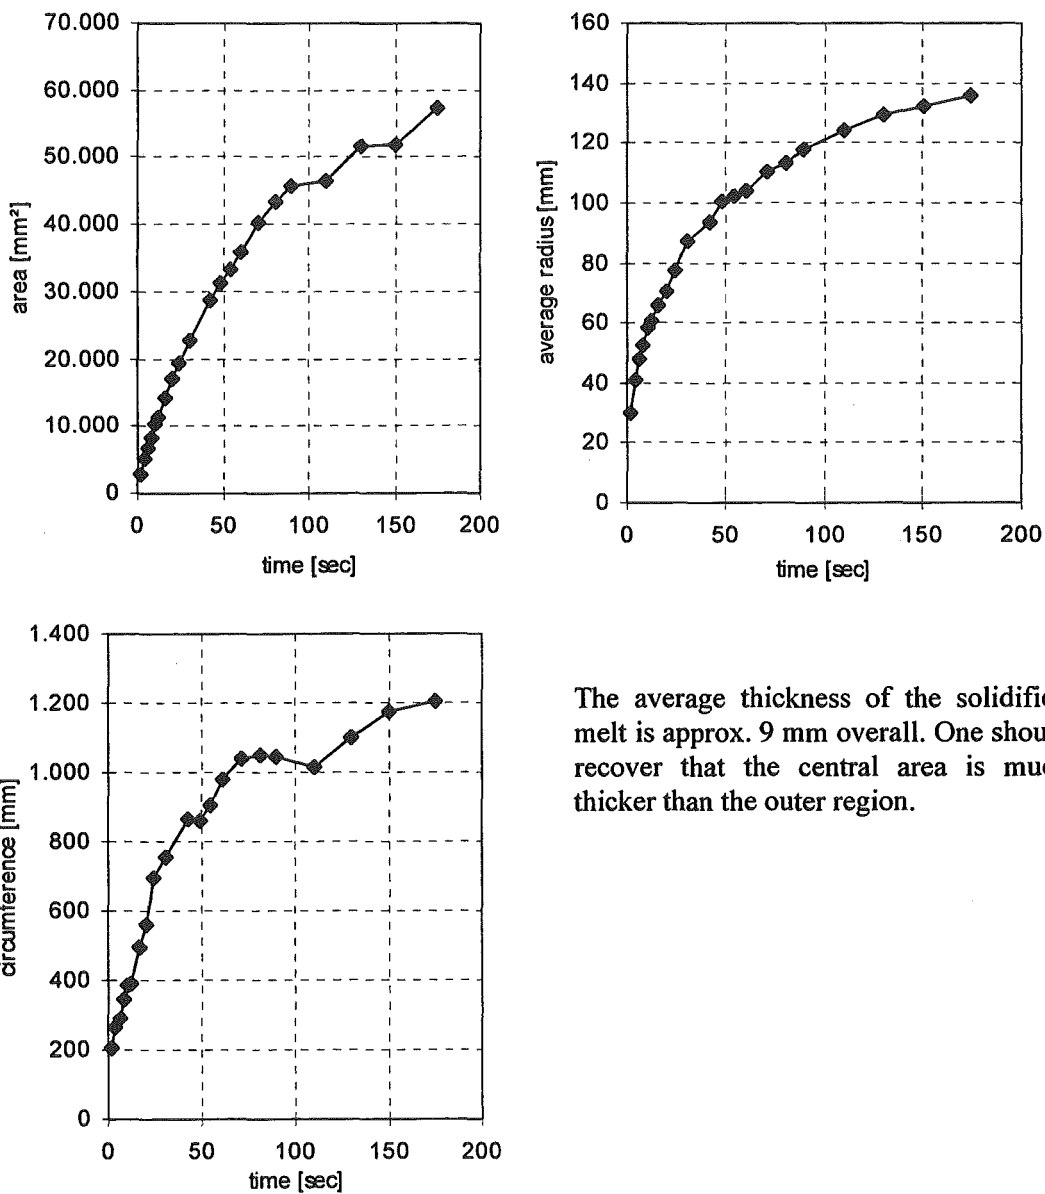 70.000
60.000
50.000
40.000
30.000
20.000
10.000
0
area [mm²]
0 50 100 150 200
time [sec]
160
140
120
100
80
60
40
20
0
average radius [mm]
0 50 100 150 200
time [sec]
1.400
1.200
1.000
800
600
400
200
0
circumference [mm]
0 50 100 150 200
time [sec]
The average thickness of the solidifie
melt is approx. 9 mm overall. One shou
recover that the central area is muc
thicker than the outer region.